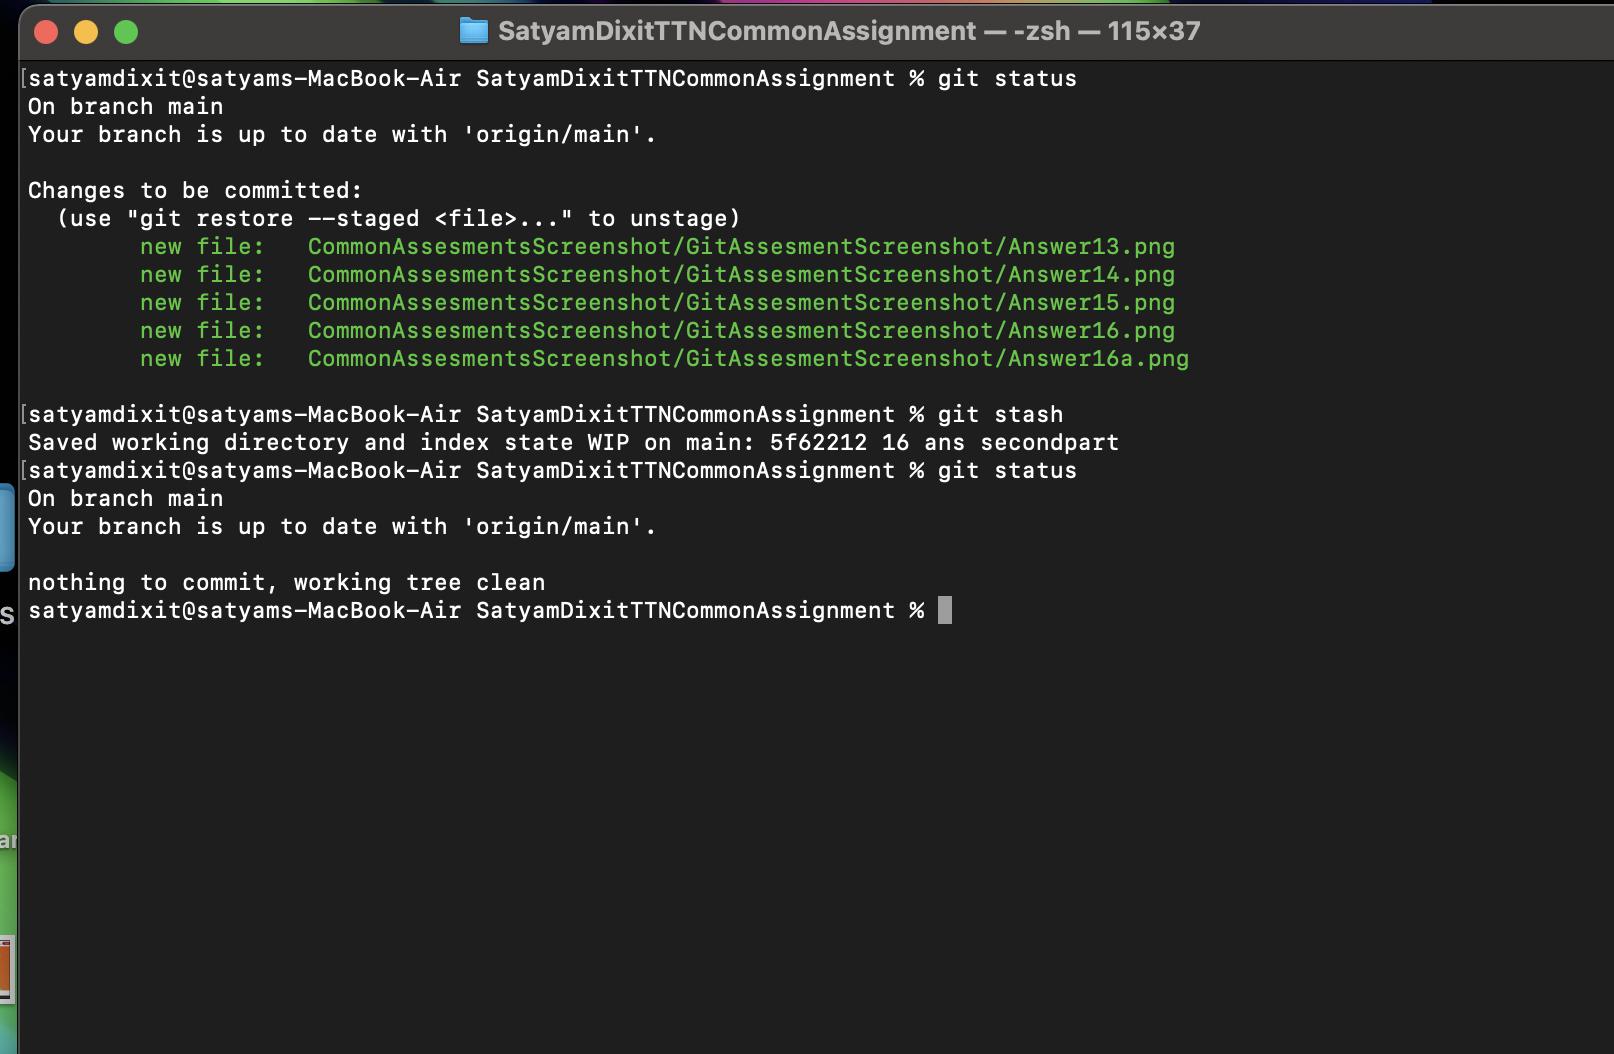 SatyamDixitTTNCommonAssignment — -zsh — 115×37
[satyamdixit@satyams-MacBook-Air SatyamDixitTTNCommonAssignment % git status
On branch main
Your branch is up to date with 'origin/main'.
Changes to be committed:
(use "git restore --staged <file>..." to unstage)
new file:   CommonAssesmentsScreenshot/GitAssesmentScreenshot/Answer13.png
new file:   CommonAssesmentsScreenshot/GitAssesmentScreenshot/Answer14.png
new file:   CommonAssesmentsScreenshot/GitAssesmentScreenshot/Answer15.png
new file:   CommonAssesmentsScreenshot/GitAssesmentScreenshot/Answer16.png
new file:   CommonAssesmentsScreenshot/GitAssesmentScreenshot/Answer16a.png
[satyamdixit@satyams-MacBook-Air SatyamDixitTTNCommonAssignment % git stash
Saved working directory and index state WIP on main: 5f62212 16 ans secondpart
[satyamdixit@satyams-MacBook-Air SatyamDixitTTNCommonAssignment % git status
On branch main
Your branch is up to date with 'origin/main'.
nothing to commit, working tree clean
satyamdixit@satyams-MacBook-Air SatyamDixitTTNCommonAssignment %